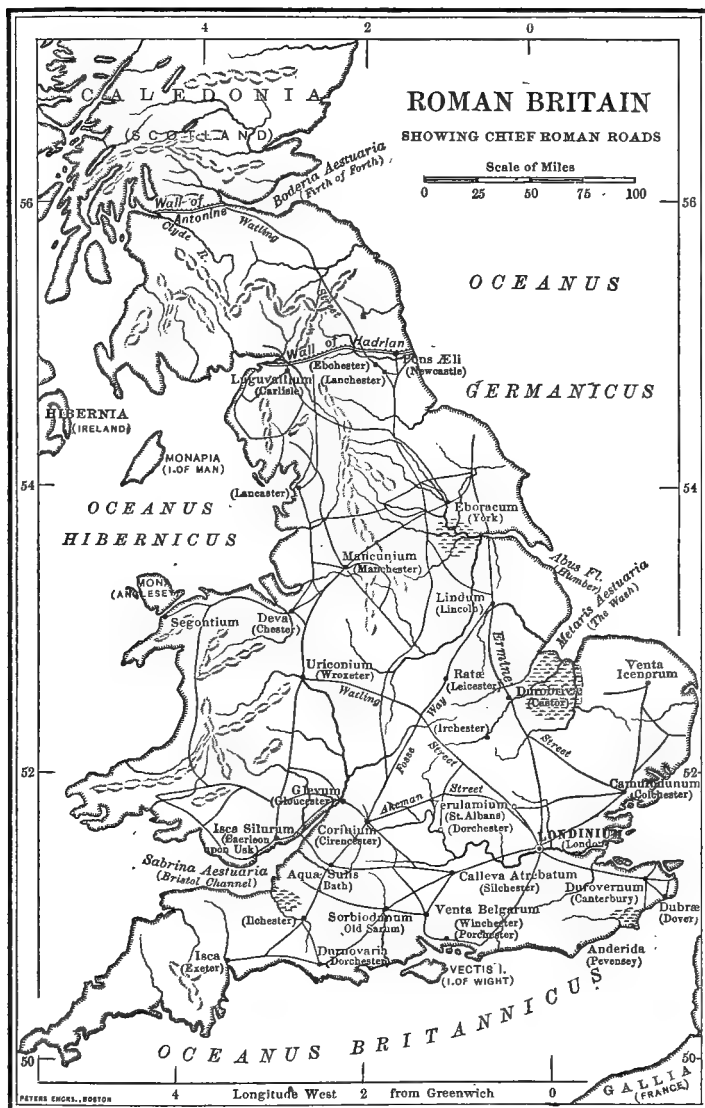 4 2 0
CALEDONIA
(SCOTLAND)
ROMAN BRITAIN
SHOWING CHIEF ROMAN ROADS
Scale of Miles
0 25 50 75 100
Boderia Aestuaria
(Firth of Forth)
56 56
Wall of
Antonine
Clyde R.
Watling
Street
OCEANUS
GERMANICUS
Wall of Hadrian
Pons Æli
(Newcastle)
(Ebchester)
(Lanchester)
Luguvallium
(Carlisle)
HIBERNIA
(IRELAND)
MONAPIA
(I.OF MAN)
54 54
(Lancaster)
OCEANUS
HIBERNICUS
Eboracum
(York)
Mancunium
(Manchester)
Abus Fl.
(Humber)
Metaris Aestuaria
(The Wash)
MONA
(ANGLESEY)
Segontium
Deva
(Chester)
Lindum
(Lincoln)
Ermine
Street
Uriconium
(Wroxeter)
Watling
Street
Ratæ
(Leicester)
(Castor)
Venta
Icenorum
Fosse Way
(Irchester)
52 52
Glevum
(Gloucester)
Akeman Street
Camulodunum
(Colchester)
erulamium
(St.Albans)
(Dorchester)
Isca Silurum
(Caerleon
upon Usk)
Corinium
(Cirencester)
LONDINIUM
(London)
Sabrina Aestuaria
(Bristol Channel)
Aquæ Sulis
Bath)
Calleva Atrebatum
(Silchester)
Durovernum
(Canterbury)
Dubræ
(Dover)
Ilchester)
Sorbiodunum
(Old Sarum)
Venta Belgarum
(Winchester)
(Porchester)
Anderida
(Pevensey)
Isca
(Exeter)
Durnovaria
Dorchester)
VECTIS I.
(I.OF WIGHT)
OCEANUS BRITANNICUS
50 50
GALLIA
(FRANCE)
PETERS ENGRS., BOSTON
4 Longitude West 2 from Greenwich 0